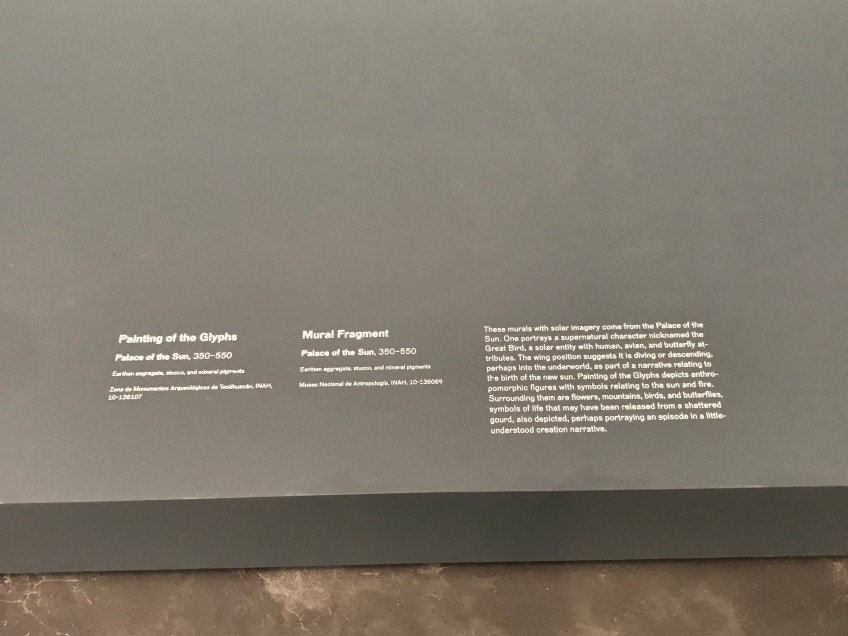 Painting of the Glyphs
Palace of the Sun, 350–550
Earthen aggregate, stucco, and mineral pigments
Zona de Monumentos Arqueológicos de Teotihuacán, INAH,
10-136107
Mural Fragment
Palace of the Sun, 350–550
Earthen aggregate, stucco, and mineral pigments
Museo Nacional de Antropología, INAH, 10-136069
These murals with solar imagery come from the Palace of the
Sun. One portrays a supernatural character nicknamed the
Great Bird, a solar entity with human, avian, and butterfly at-
tributes. The wing position suggests it is diving or descending,
perhaps into the underworld, as part of a narrative relating to
the birth of the new sun. Painting of the Glyphs depicts anthro-
pomorphic figures with symbols relating to the sun and fire.
Surrounding them are flowers, mountains, birds, and butterflies,
symbols of life that may have been released from a shattered
gourd, also depicted, perhaps portraying an episode in a little-
understood creation narrative.